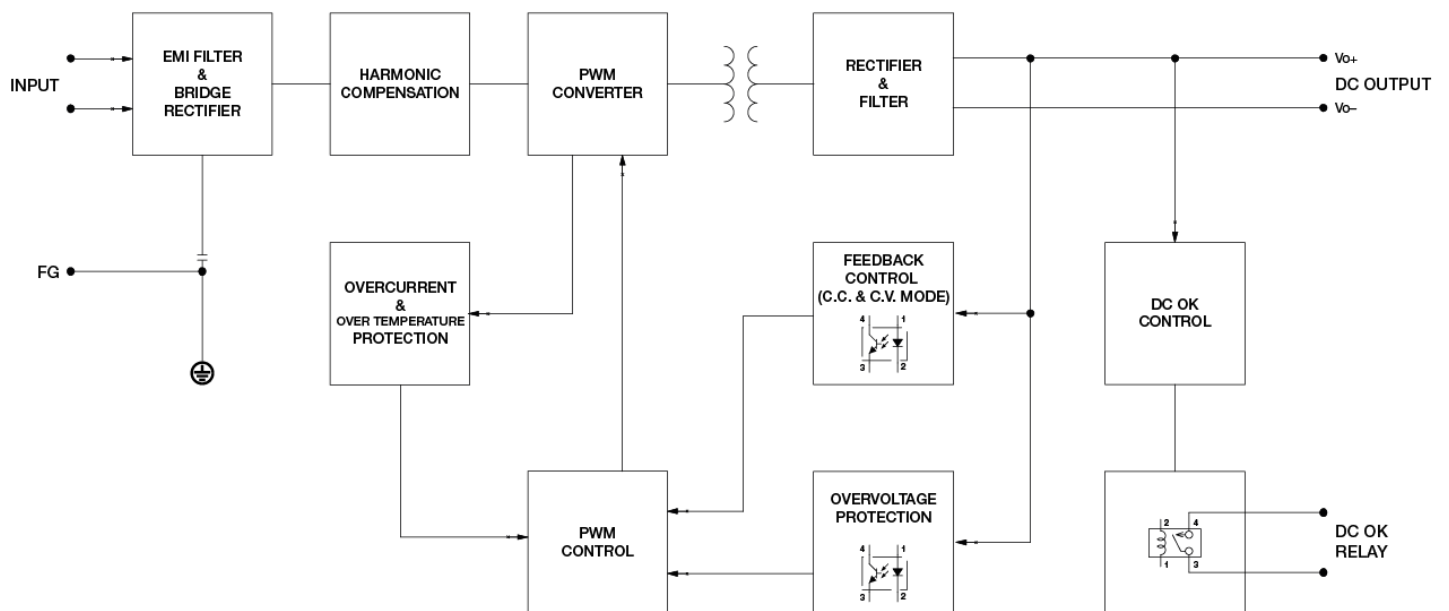 INPUT
EMI FILTER
&
BRIDGE
RECTIFIER
HARMONIC
COMPENSATION
PWM
CONVERTER
RECTIFIER
&
FILTER
Vo+
DC OUTPUT
Vo–
FG
OVERCURRENT
&
OVER TEMPERATURE
PROTECTION
FEEDBACK
CONTROL
(C.C. & C.V. MODE)
4 1
3 2
DC OK
CONTROL
PWM
CONTROL
OVERVOLTAGE
PROTECTION
4 1
3 2
2 4
1 3
DC OK
RELAY